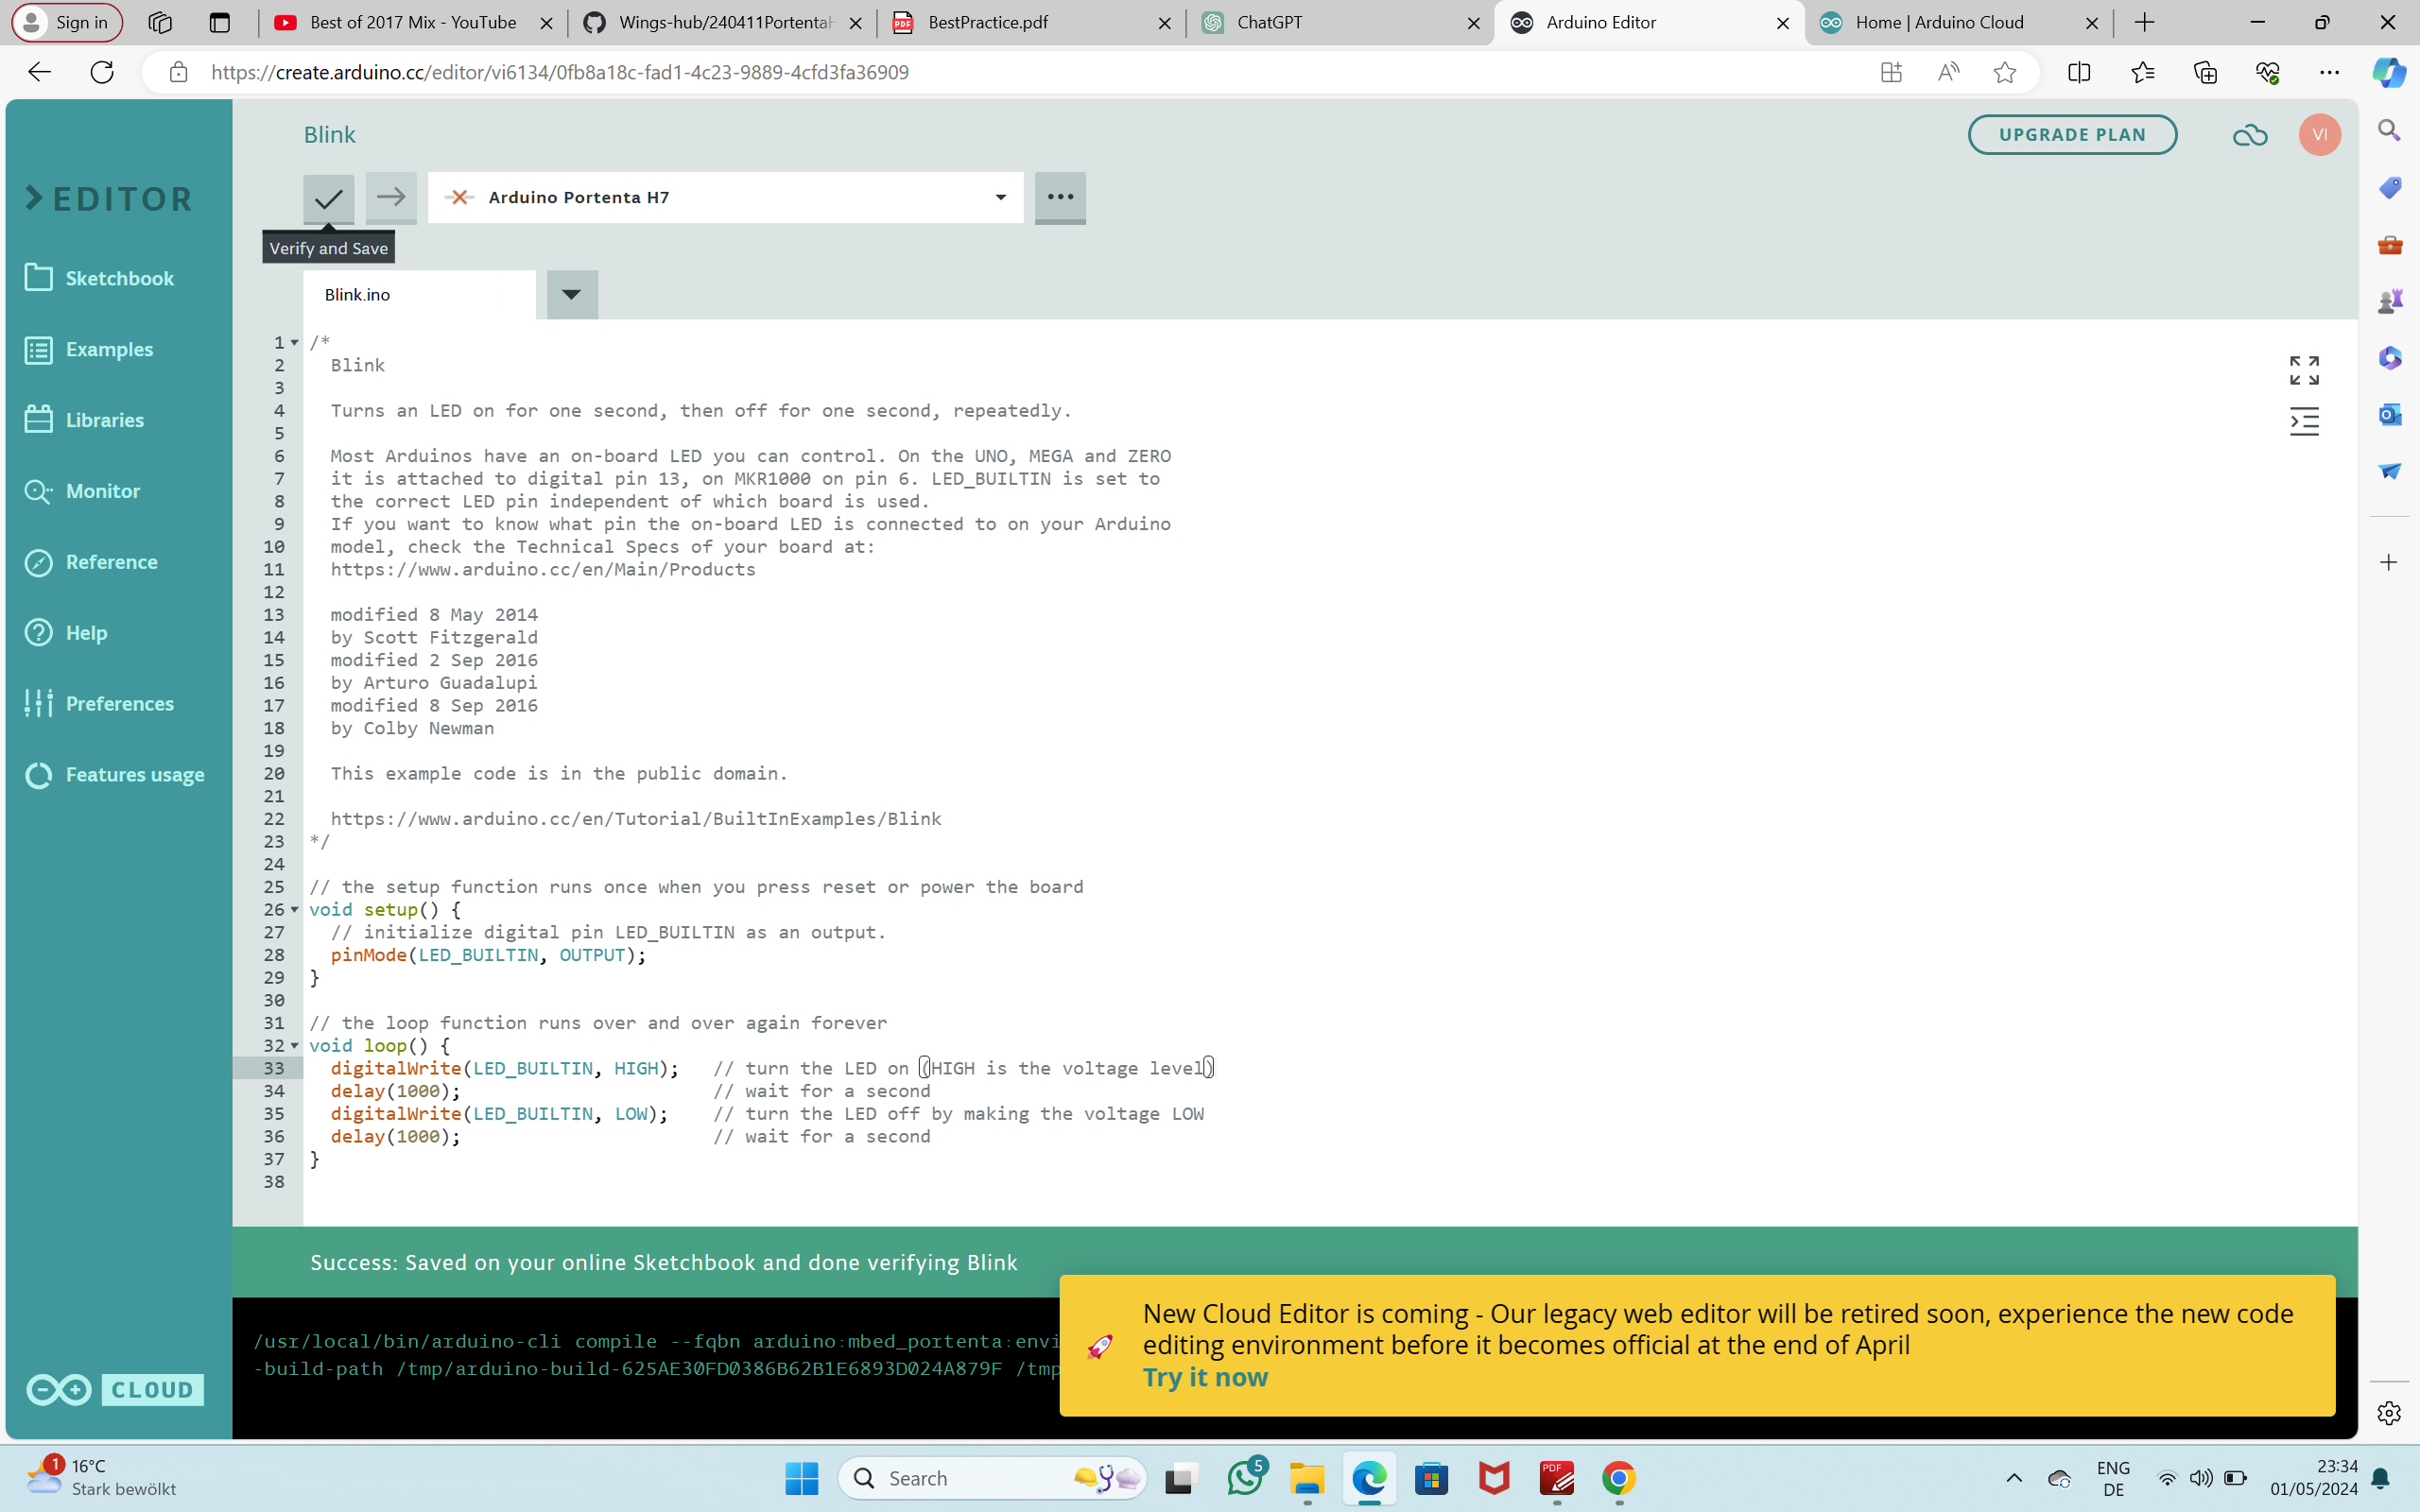 Sign in
Best of 2017 Mix - YouTube
Wings-hub/240411PortentaH
BestPractice.pdf
ChatGPT
Arduino Editor
Home | Arduino Cloud
https://create.arduino.cc/editor/vi6134/0fb8a18c-fad1-4c23-9889-4cfd3fa36909
Blink
UPGRADE PLAN
VI
EDITOR
Arduino Portenta H7
Verify and Save
Sketchbook
Examples
Libraries
Monitor
Reference
Help
Preferences
Features usage
CLOUD
Blink.ino
1 /*
2 Blink
3
4 Turns an LED on for one second, then off for one second, repeatedly.
5
6 Most Arduinos have an on-board LED you can control. On the UNO, MEGA and ZERO
7 it is attached to digital pin 13, on MKR1000 on pin 6. LED_BUILTIN is set to
8 the correct LED pin independent of which board is used.
9 If you want to know what pin the on-board LED is connected to on your Arduino
10 model, check the Technical Specs of your board at:
11 https://www.arduino.cc/en/Main/Products
12
13 modified 8 May 2014
14 by Scott Fitzgerald
15 modified 2 Sep 2016
16 by Arturo Guadalupi
17 modified 8 Sep 2016
18 by Colby Newman
19
20 This example code is in the public domain.
21
22 https://www.arduino.cc/en/Tutorial/BuiltInExamples/Blink
23 */
24
25 // the setup function runs once when you press reset or power the board
26 void setup() {
27 // initialize digital pin LED_BUILTIN as an output.
28 pinMode(LED_BUILTIN, OUTPUT);
29 }
30
31 // the loop function runs over and over again forever
32 void loop() {
33 digitalWrite(LED_BUILTIN, HIGH); // turn the LED on (HIGH is the voltage level)
34 delay(1000); // wait for a second
35 digitalWrite(LED_BUILTIN, LOW); // turn the LED off by making the voltage LOW
36 delay(1000); // wait for a second
37 }
38
Success: Saved on your online Sketchbook and done verifying Blink
/usr/local/bin/arduino-cli compile --fqbn arduino:mbed_portenta:envi
-build-path /tmp/arduino-build-625AE30FD0386B62B1E6893D024A879F /tmp
New Cloud Editor is coming - Our legacy web editor will be retired soon, experience the new code
editing environment before it becomes official at the end of April
Try it now
1
16°C
Stark bewölkt
Search
5
PDF
ENG
DE
23:34
01/05/2024